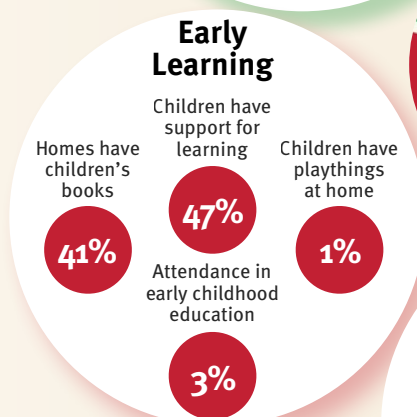 Early
Learning
Children have
support for
learning
47%
Homes have
children's
books
41%
Children have
playthings
at home
1%
Attendance in
early childhood
education
3%